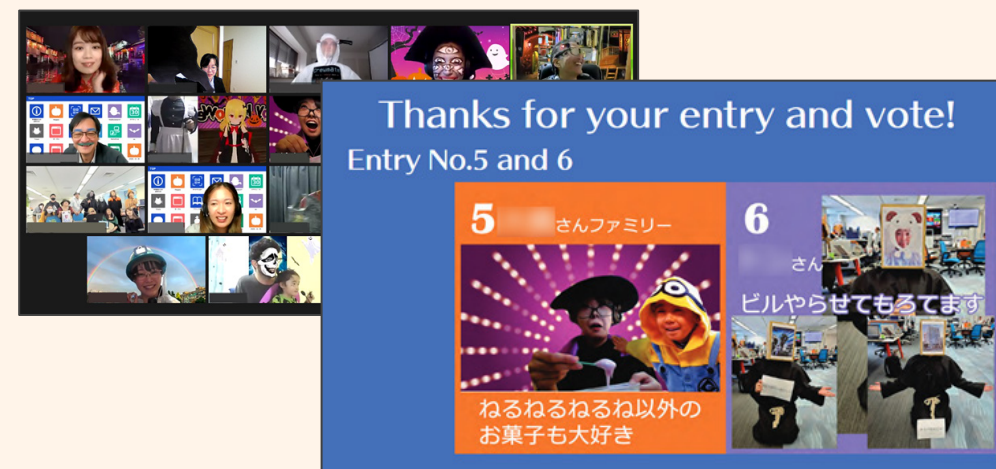 Thanks for your entry and vote!
Entry No.5 and 6
5
さんファミリー
ねるねるねるね以外の
お菓子も大好き
6
さん
ビルやらせてもろてます